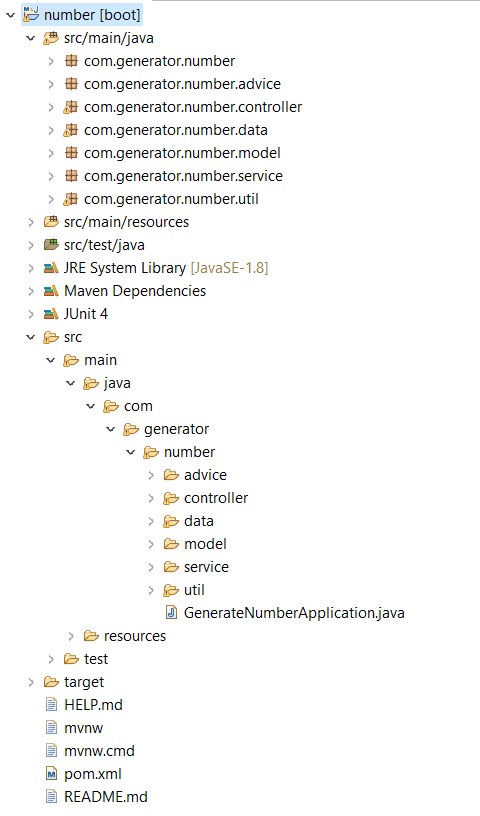 number [boot]
src/main/java
com.generator.number
com.generator.number.advice
com.generator.number.controller
com.generator.number.data
com.generator.number.model
com.generator.number.service
com.generator.number.util
src/main/resources
src/test/java
JRE System Library [JavaSE-1.8]
Maven Dependencies
JUnit 4
src
main
java
com
generator
number
advice
controller
data
model
service
util
GenerateNumberApplication.java
resources
test
target
HELP.md
mvnw
mvnw.cmd
pom.xml
README.md